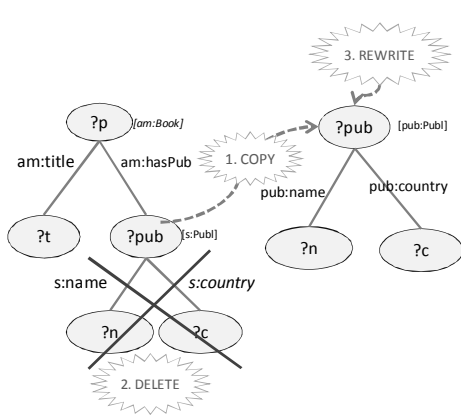 3. REWRITE
?p [am:Book]
?pub [pub:Publ]
am:title am:hasPub
1. COPY
pub:name pub:country
?t ?pub [s:Publ]
?n ?c
s:name s:country
?n ?c
2. DELETE